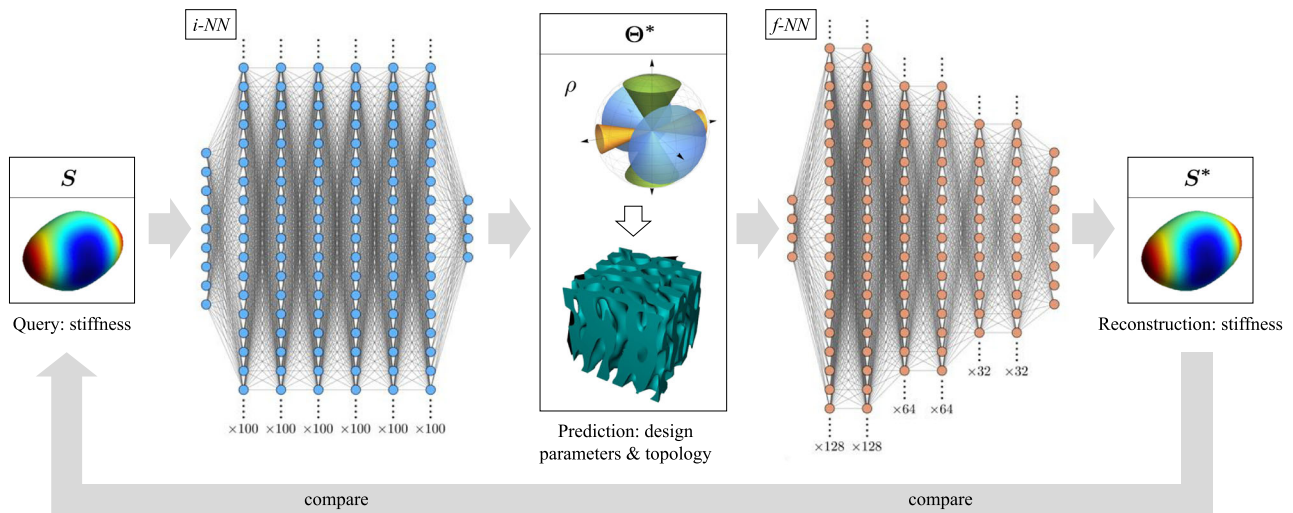 i-NN
Θ*
f-NN
ρ
S
S*
Query: stiffness
Reconstruction: stiffness
×32 ×32
×64 ×64
×100 ×100 ×100 ×100 ×100 ×100
×128 ×128
Prediction: design
parameters & topology
compare
compare